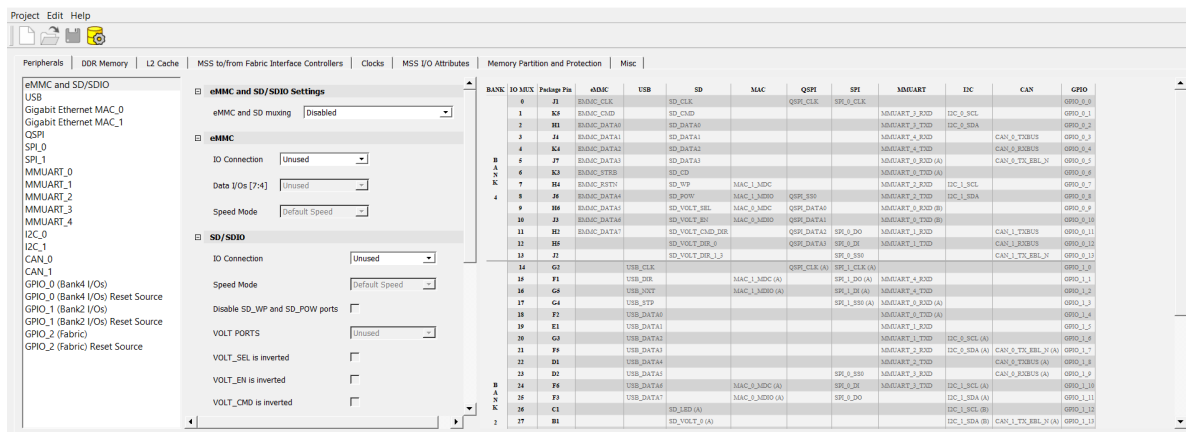 Project Edit Help
Peripherals DDR Memory L2 Cache MSS to/from Fabric Interface Controllers Clocks MSS I/O Attributes Memory Partition and Protection Misc
eMMC and SD/SDIO
USB
Gigabit Ethernet MAC_0
Gigabit Ethernet MAC_1
QSPI
SPI_0
SPI_1
MMUART_0
MMUART_1
MMUART_2
MMUART_3
MMUART_4
I2C_0
I2C_1
CAN_0
CAN_1
GPIO_0 (Bank4 I/Os)
GPIO_0 (Bank4 I/Os) Reset Source
GPIO_1 (Bank2 I/Os)
GPIO_1 (Bank2 I/Os) Reset Source
GPIO_2 (Fabric)
GPIO_2 (Fabric) Reset Source
eMMC and SD/SDIO Settings
eMMC and SD muxing Disabled
eMMC
IO Connection Unused
Data I/Os [7:4] Unused
Speed Mode Default Speed
SD/SDIO
IO Connection Unused
Speed Mode Default Speed
Disable SD_WP and SD_POW ports
VOLT PORTS Unused
VOLT_SEL is inverted
VOLT_EN is inverted
VOLT_CMD is inverted
BANK IO MUX Package Pin eMMC USB SD MAC QSPI SPI MMUART I2C CAN GPIO
BANK 4
0 J1 EMMC_CLK SD_CLK QSPI_CLK SPI_0_CLK GPIO_0_0
1 K5 EMMC_CMD SD_CMD MMUART_3_RXD I2C_0_SCL GPIO_0_1
2 H1 EMMC_DATA0 SD_DATA0 MMUART_3_TXD I2C_0_SDA GPIO_0_2
3 J4 EMMC_DATA1 SD_DATA1 MMUART_4_RXD CAN_0_TXBUS GPIO_0_3
4 K4 EMMC_DATA2 SD_DATA2 MMUART_4_TXD CAN_0_RXBUS GPIO_0_4
5 J7 EMMC_DATA3 SD_DATA3 MMUART_0_RXD (A) CAN_0_TX_EBL_N GPIO_0_5
6 K3 EMMC_STRB SD_CD MMUART_0_TXD (A) GPIO_0_6
7 H4 EMMC_RSTN SD_WP MAC_1_MDC MMUART_2_RXD I2C_1_SCL GPIO_0_7
8 J6 EMMC_DATA4 SD_POW MAC_1_MDIO QSPI_SS0 MMUART_2_TXD I2C_1_SDA GPIO_0_8
9 H6 EMMC_DATA5 SD_VOLT_SEL MAC_0_MDC QSPI_DATA0 MMUART_0_RXD (B) GPIO_0_9
10 J3 EMMC_DATA6 SD_VOLT_EN MAC_0_MDIO QSPI_DATA1 MMUART_0_TXD (B) GPIO_0_10
11 H2 EMMC_DATA7 SD_VOLT_CMD_DIR QSPI_DATA2 SPI_0_DO MMUART_1_RXD CAN_1_TXBUS GPIO_0_11
12 H5 SD_VOLT_DIR_0 QSPI_DATA3 SPI_0_DI MMUART_1_TXD CAN_1_RXBUS GPIO_0_12
13 J2 SD_VOLT_DIR_1_3 SPI_0_SS0 CAN_1_TX_EBL_N GPIO_0_13
BANK 2
14 G2 USB_CLK QSPI_CLK (A) SPI_1_CLK (A) GPIO_1_0
15 F1 USB_DIR MAC_1_MDC (A) SPI_1_DO (A) MMUART_4_RXD GPIO_1_1
16 G5 USB_NXT MAC_1_MDIO (A) SPI_1_DI (A) MMUART_4_TXD GPIO_1_2
17 G4 USB_STP SPI_1_SS0 (A) MMUART_0_RXD (A) GPIO_1_3
18 F2 USB_DATA0 MMUART_0_TXD (A) GPIO_1_4
19 E1 USB_DATA1 MMUART_1_RXD GPIO_1_5
20 G3 USB_DATA2 MMUART_1_TXD I2C_0_SCL (A) GPIO_1_6
21 F5 USB_DATA3 MMUART_2_RXD I2C_0_SDA (A) CAN_0_TX_EBL_N (A) GPIO_1_7
22 D1 USB_DATA4 MMUART_2_TXD CAN_0_TXBUS (A) GPIO_1_8
23 D2 USB_DATA5 SPI_0_SS0 MMUART_3_RXD CAN_0_RXBUS (A) GPIO_1_9
24 F6 USB_DATA6 MAC_0_MDC (A) SPI_0_DI MMUART_3_TXD I2C_1_SCL (A) GPIO_1_10
25 F3 USB_DATA7 MAC_0_MDIO (A) SPI_0_DO I2C_1_SDA (A) GPIO_1_11
26 C1 SD_LED (A) I2C_1_SCL (B) GPIO_1_12
27 B1 SD_VOLT_0 (A) I2C_1_SDA (B) CAN_1_TX_EBL_N (A) GPIO_1_13